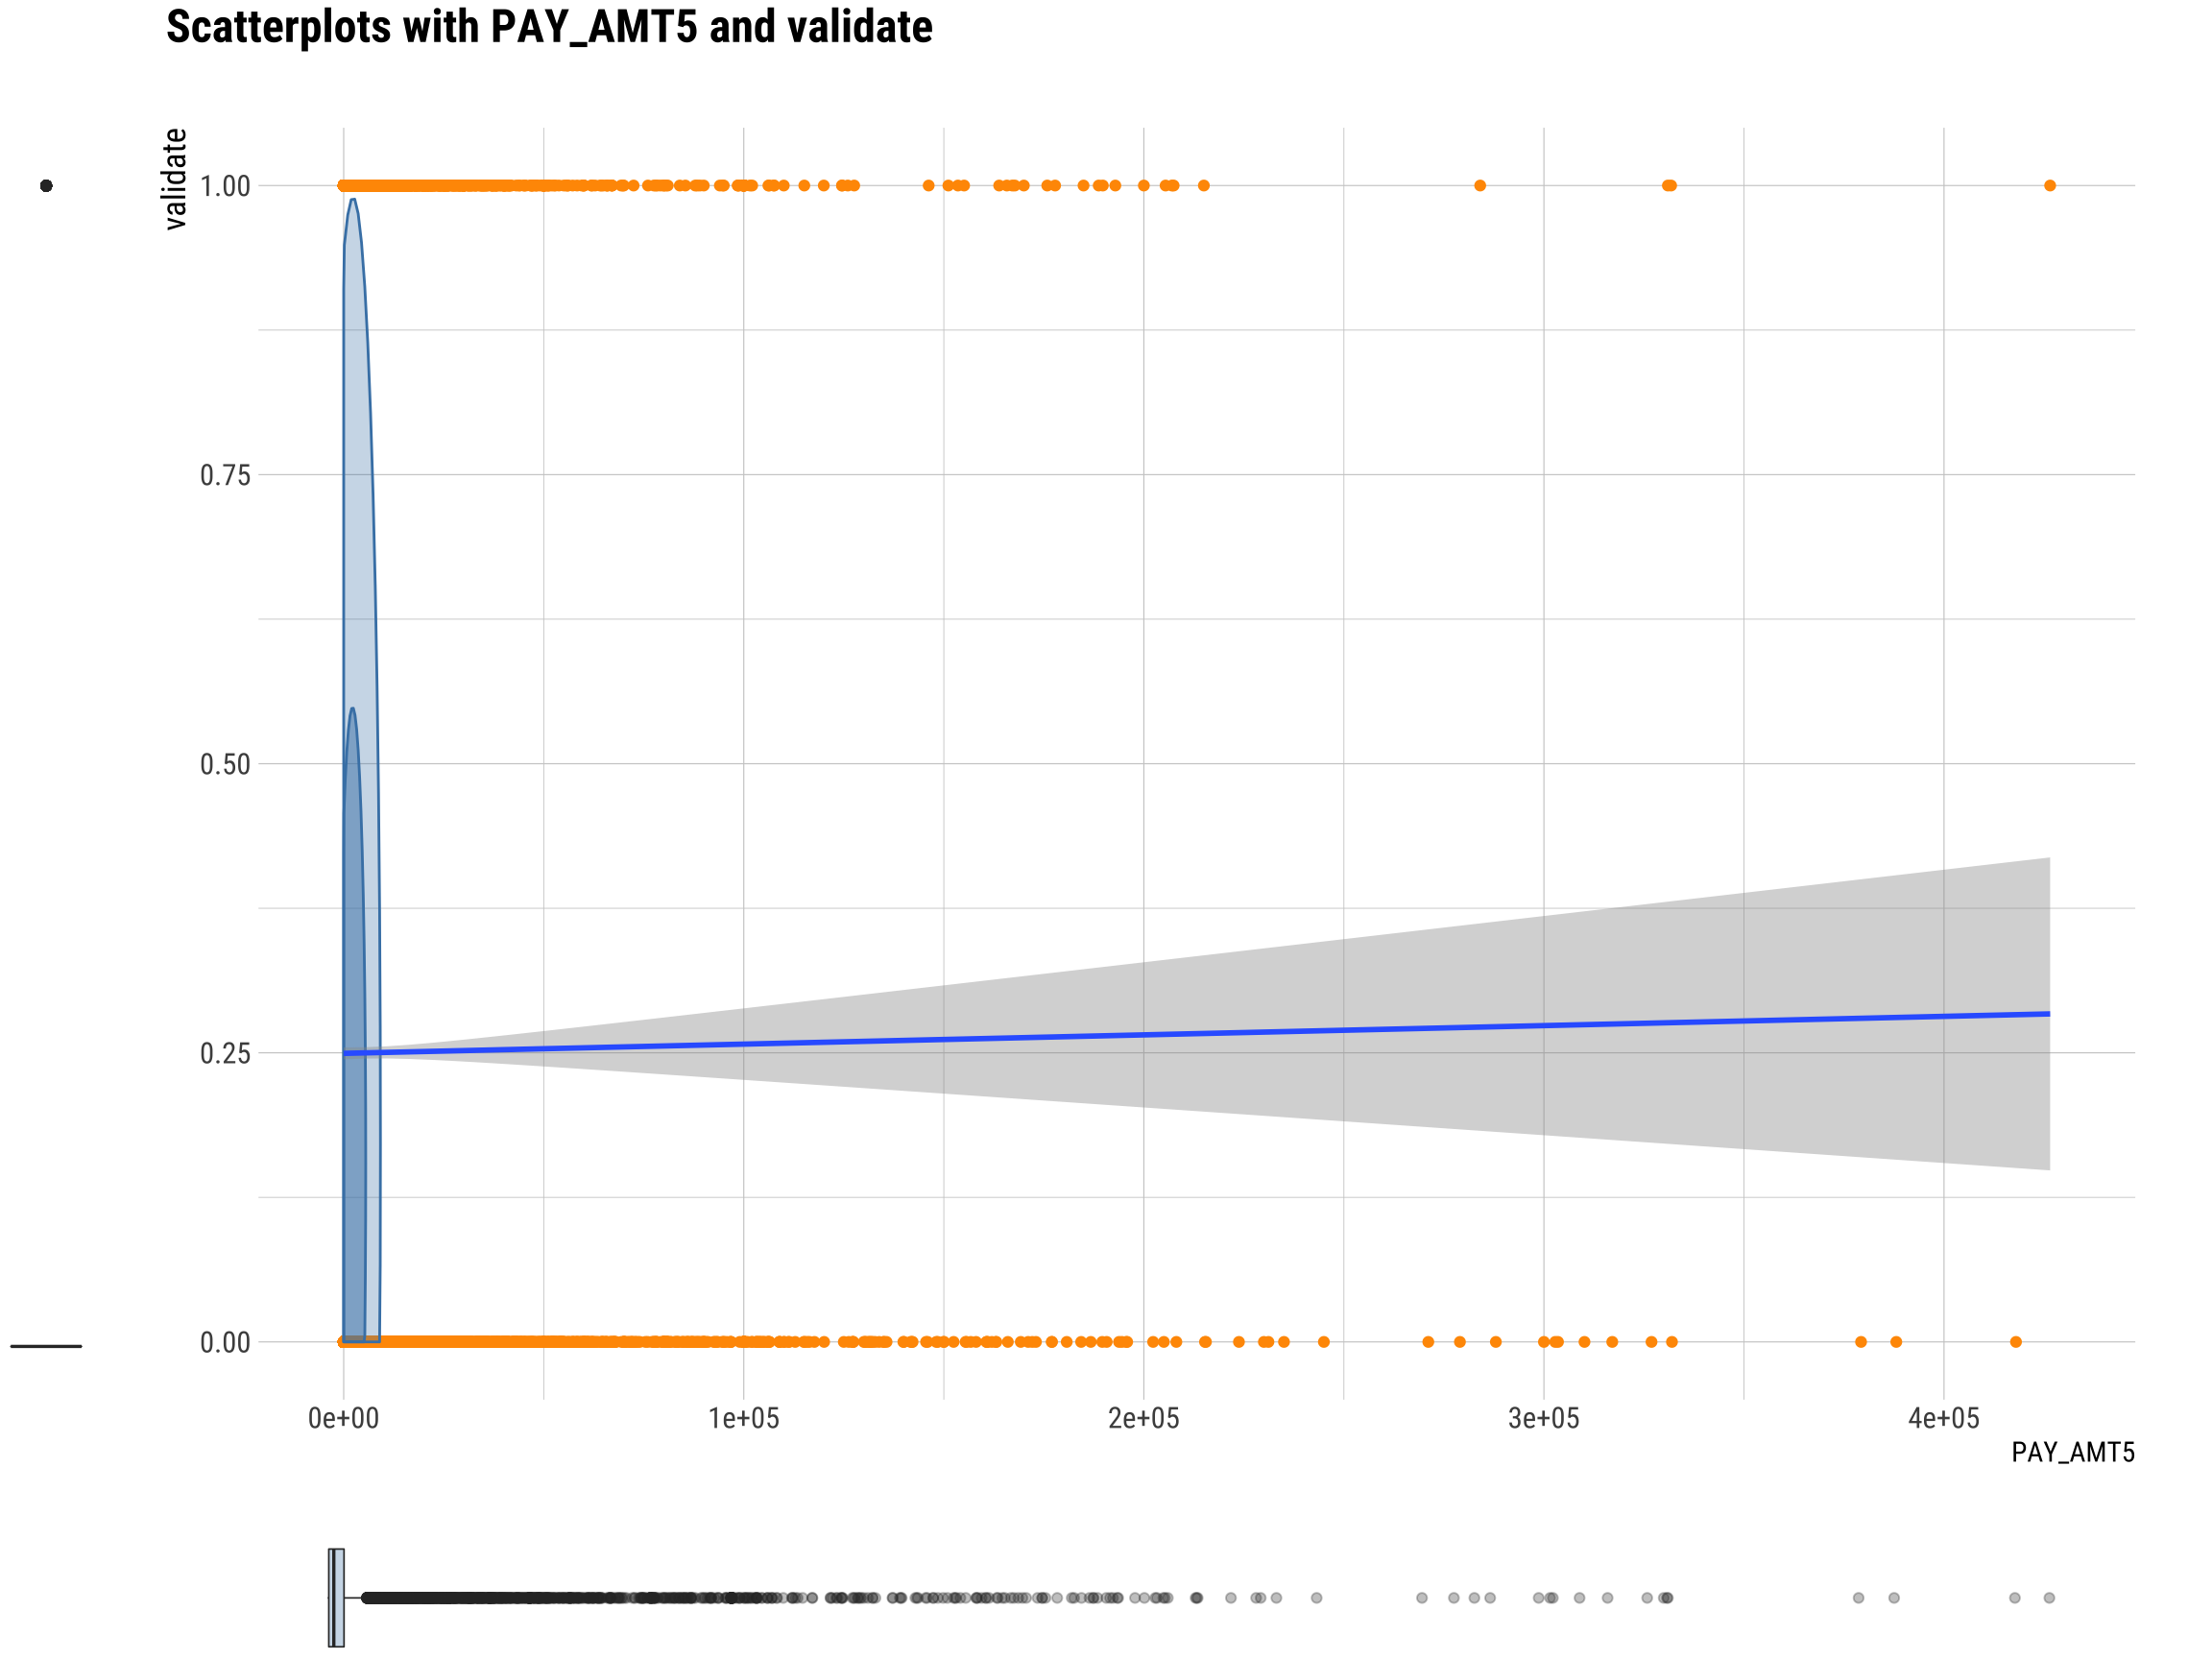 Scatterplots with PAY_AMT5 and validate
validate
1.00
0.75
0.50
0.25
0.00
0e+00 1e+05 2e+05 3e+05 4e+05
PAY_AMT5